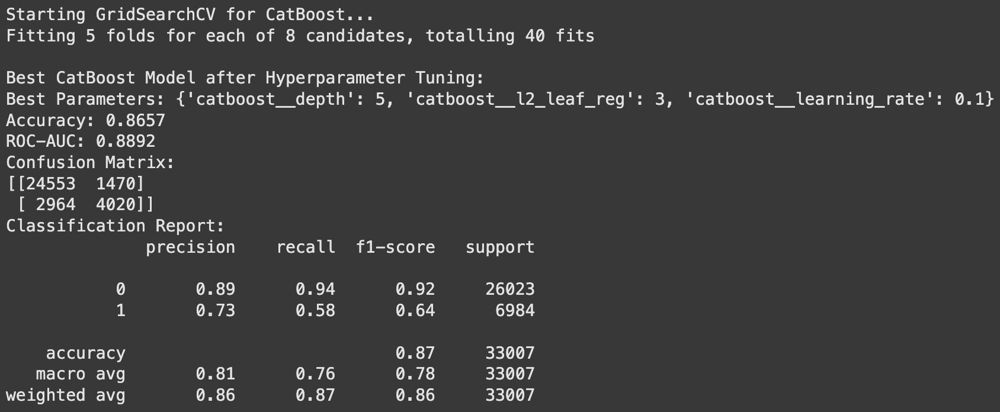 Starting GridSearchCV for CatBoost...
Fitting 5 folds for each of 8 candidates, totalling 40 fits
Best CatBoost Model after Hyperparameter Tuning:
Best Parameters: {'catboost__depth': 5, 'catboost__l2_leaf_reg': 3, 'catboost__learning_rate': 0.1}
Accuracy: 0.8657
ROC-AUC: 0.8892
Confusion Matrix:
[[24553  1470]
 [ 2964  4020]]
Classification Report:
              precision    recall  f1-score   support
           0       0.89      0.94      0.92     26023
           1       0.73      0.58      0.64      6984
    accuracy                           0.87     33007
   macro avg       0.81      0.76      0.78     33007
weighted avg       0.86      0.87      0.86     33007